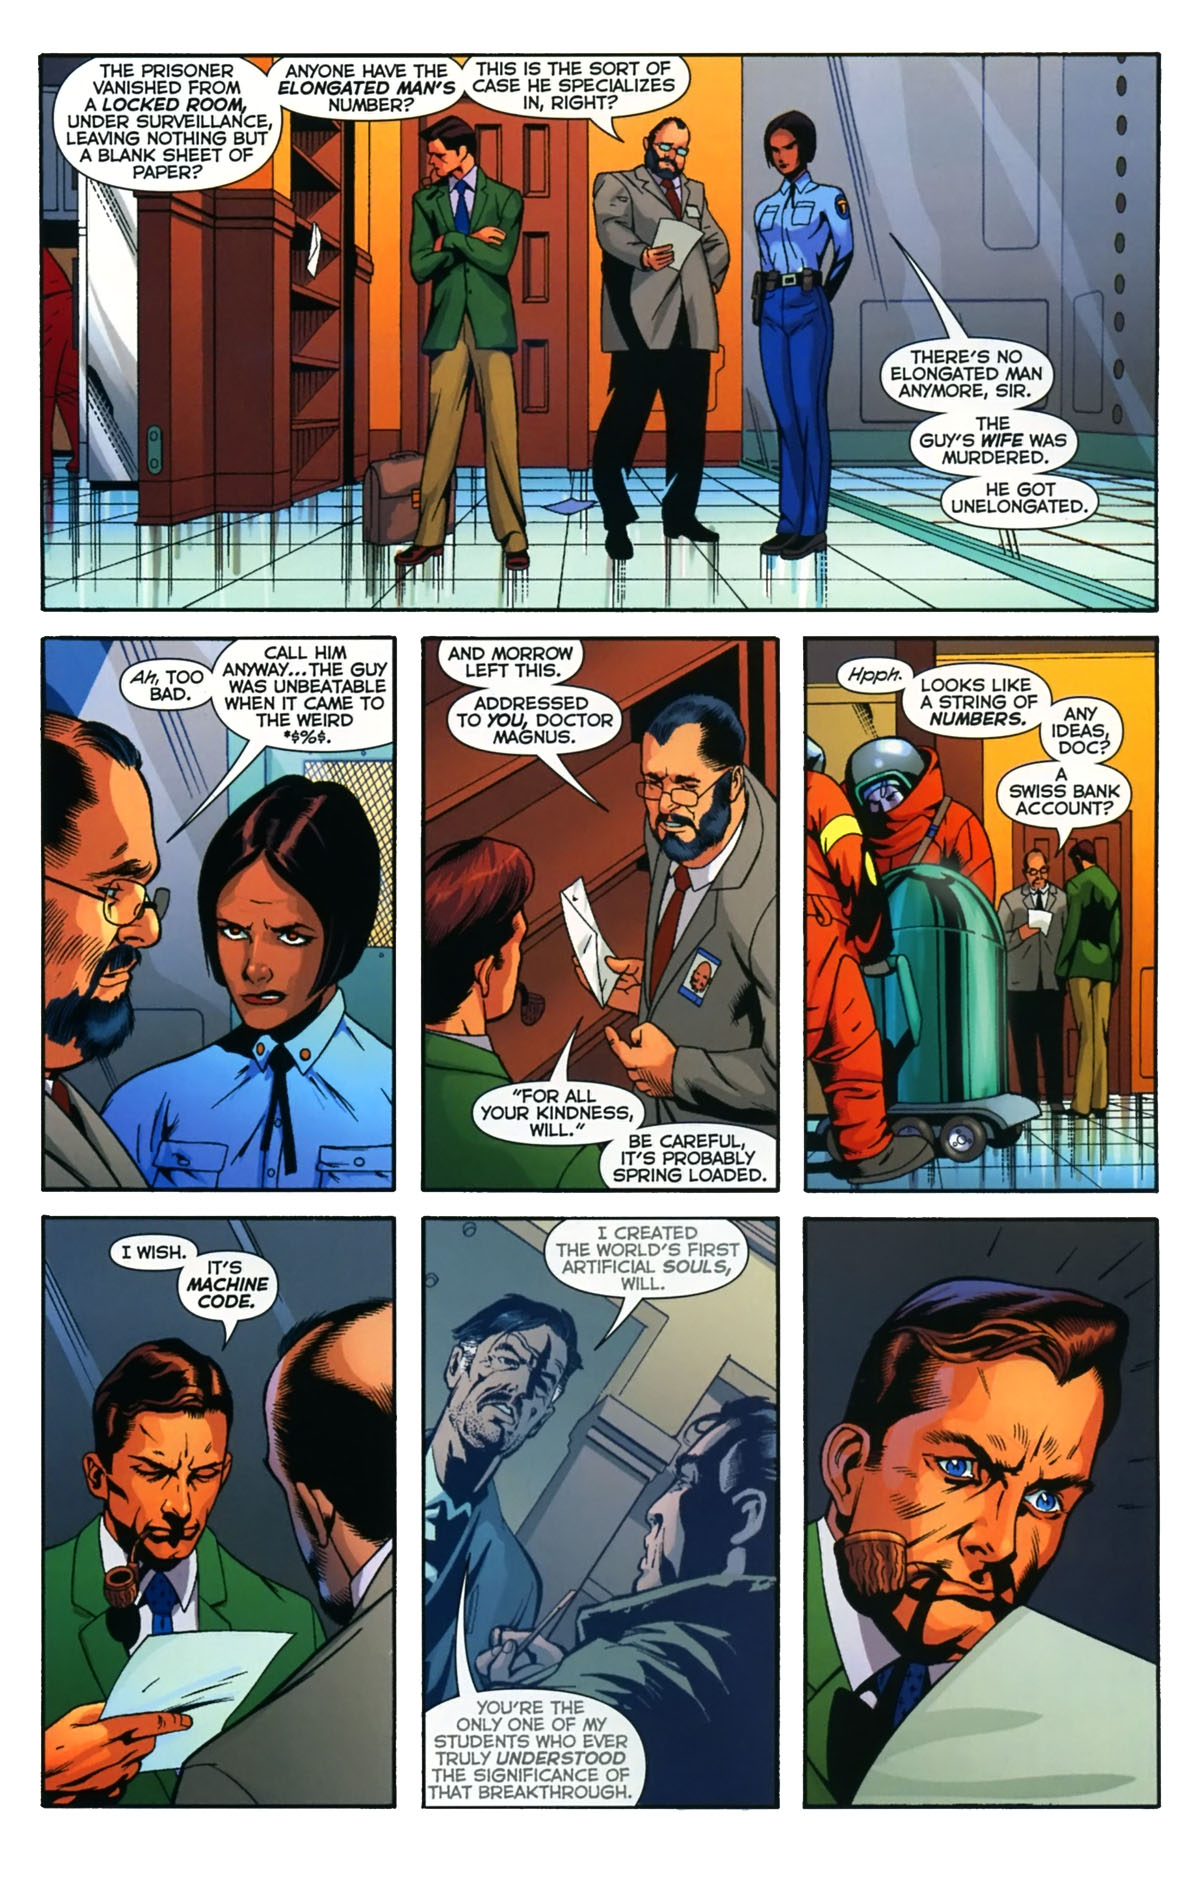 THE PRISONER
VANISHED FROM
A LOCKED ROOM,
UNDER SURVEILLANCE,
LEAVING NOTHING BUT
A BLANK SHEET OF
PAPER?
ANYONE HAVE THE
ELONGATED MAN'S
NUMBER?
THIS IS THE SORT OF
CASE HE SPECIALIZES
IN, RIGHT?
THERE'S NO
ELONGATED MAN
ANYMORE, SIR.
THE
GUY'S WIFE WAS
MURDERED.
HE GOT
UNELONGATED.
Ah, TOO
BAD.
CALL HIM
ANYWAY...THE GUY
WAS UNBEATABLE
WHEN IT CAME TO
THE WEIRD
*$%$.
AND MORROW
LEFT THIS.
ADDRESSED
TO YOU, DOCTOR
MAGNUS.
"FOR ALL
YOUR KINDNESS,
WILL."
BE CAREFUL,
IT'S PROBABLY
SPRING LOADED.
Hpph.
LOOKS LIKE
A STRING OF
NUMBERS.
ANY
IDEAS,
DOC?
A
SWISS BANK
ACCOUNT?
I WISH.
IT'S
MACHINE
CODE.
I CREATED
THE WORLD'S FIRST
ARTIFICIAL SOULS,
WILL.
YOU'RE THE
ONLY ONE OF MY
STUDENTS WHO EVER
TRULY UNDERSTOOD
THE SIGNIFICANCE OF
THAT BREAKTHROUGH.